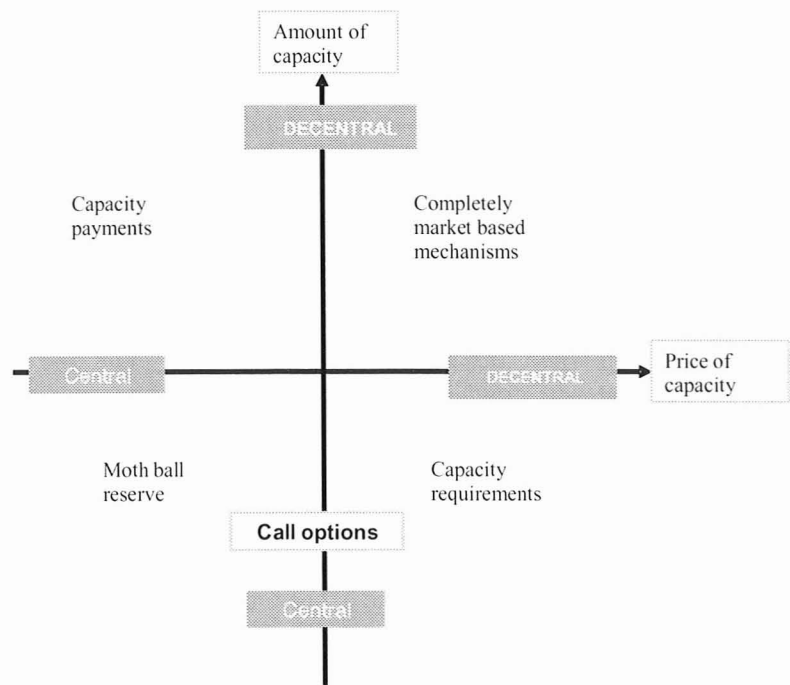 Amount of
capacity
DECENTRAL
Capacity
payments
Completely
market based
mechanisms
Central
DECENTRAL
Price of
capacity
Moth ball
reserve
Capacity
requirements
Call options
Central